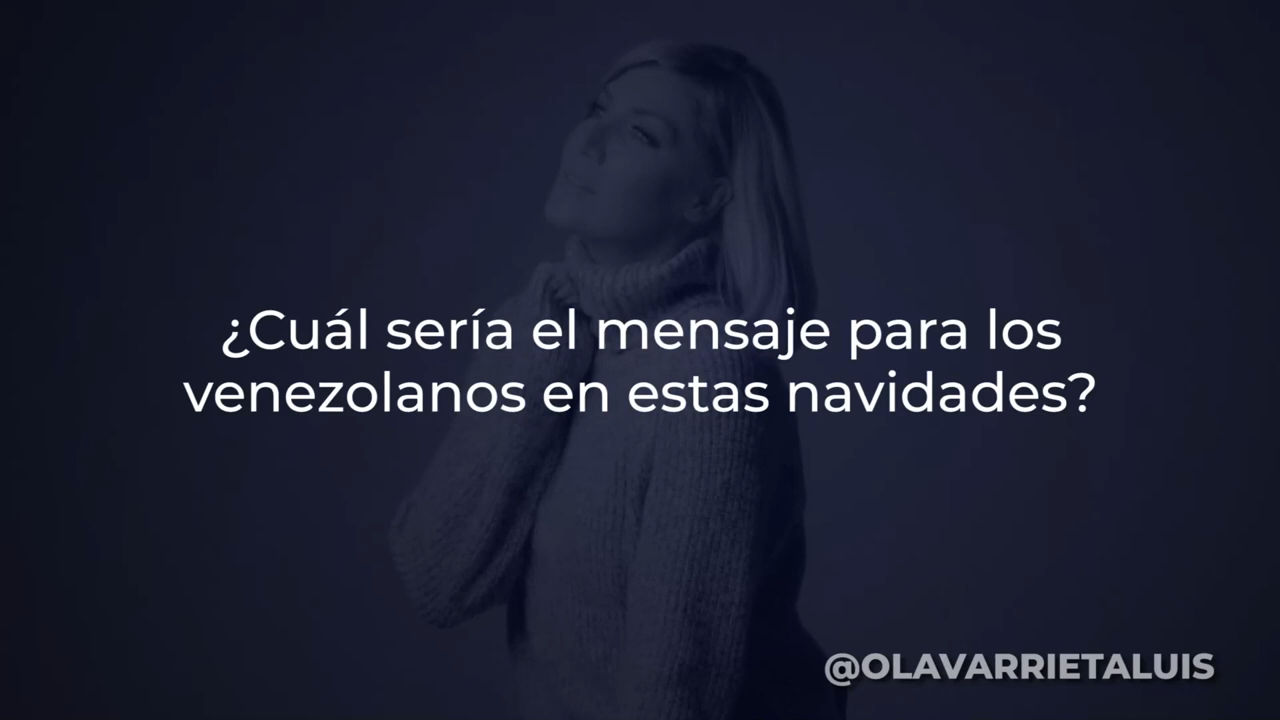 ¿Cuál sería el mensaje para los
venezolanos en estas navidades?
@OLAVARRIETALUIS